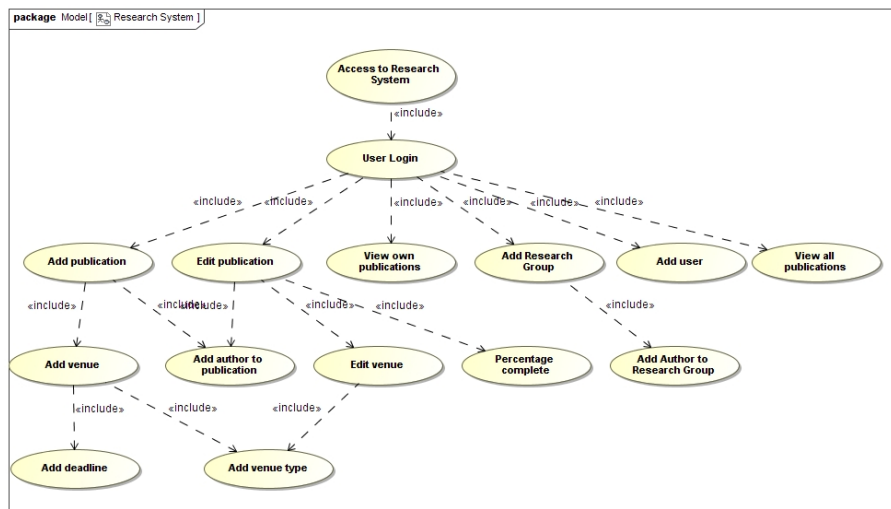 package Model [ Research System ]
Access to Research
System
«include»
User Login
«include»
«include»
«include»
«include»
«include»
«include»
Add publication
Edit publication
View own
publications
Add Research
Group
Add user
View all
publications
«include»
«include»
«include»
«include»
«include»
«include»
Add venue
Add author to
publication
Edit venue
Percentage
complete
Add Author to
Research Group
«include»
«include»
«include»
Add deadline
Add venue type